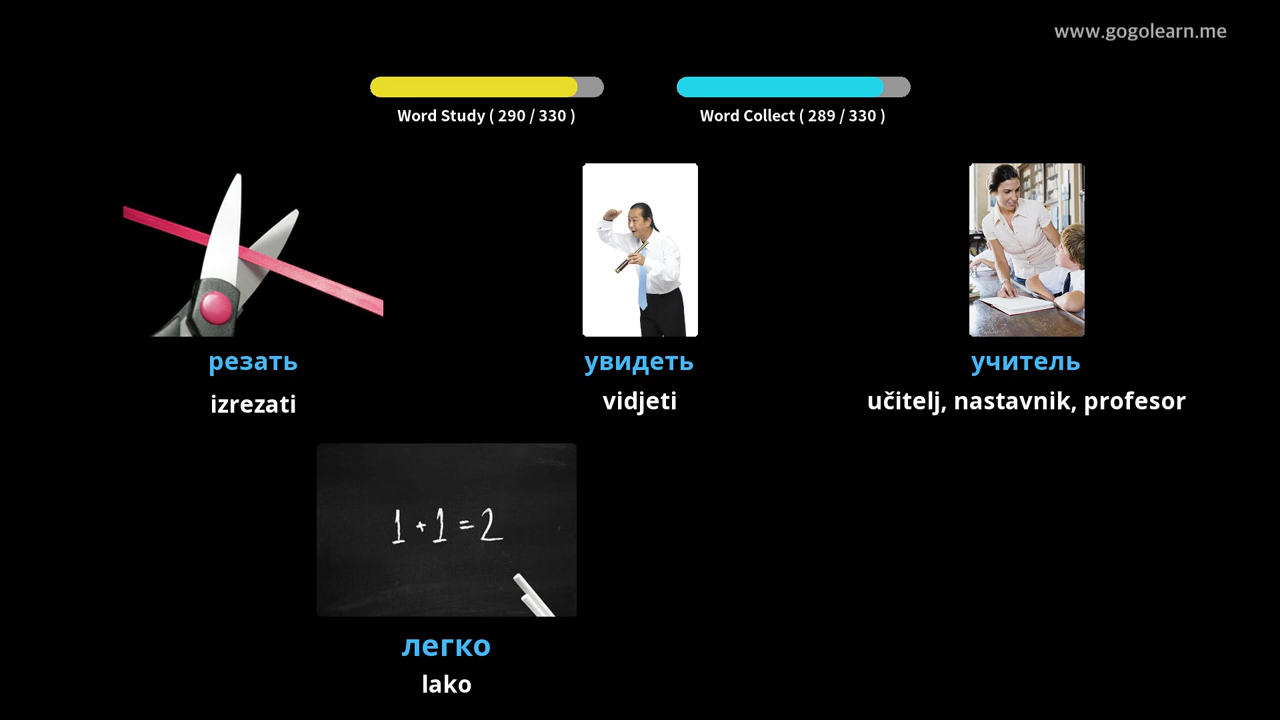 www.gogolearn.me
Word Study ( 290 / 330 )
Word Collect ( 289 / 330 )
резать
izrezati
увидеть
vidjeti
учитель
učitelj, nastavnik, profesor
1 + 1 = 2
легко
lako